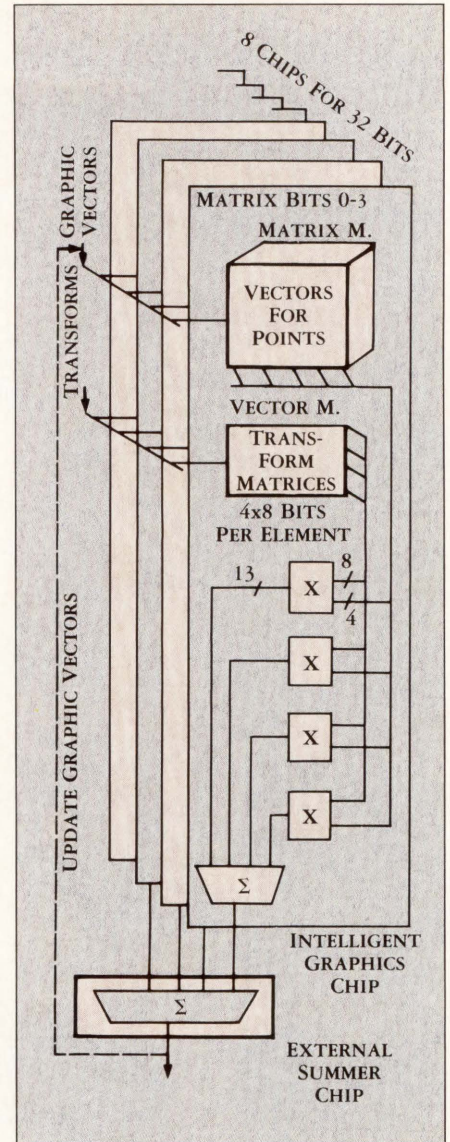 8 CHIPS FOR 32 BITS
GRAPHIC
VECTORS
TRANSFORMS
MATRIX BITS 0-3
MATRIX M.
VECTORS
FOR
POINTS
VECTOR M.
TRANS-
FORM
MATRICES
4x8 BITS
PER ELEMENT
13
X
8
4
X
X
X
Σ
UPDATE GRAPHIC VECTORS
INTELLIGENT
GRAPHICS
CHIP
Σ
EXTERNAL
SUMMER
CHIP